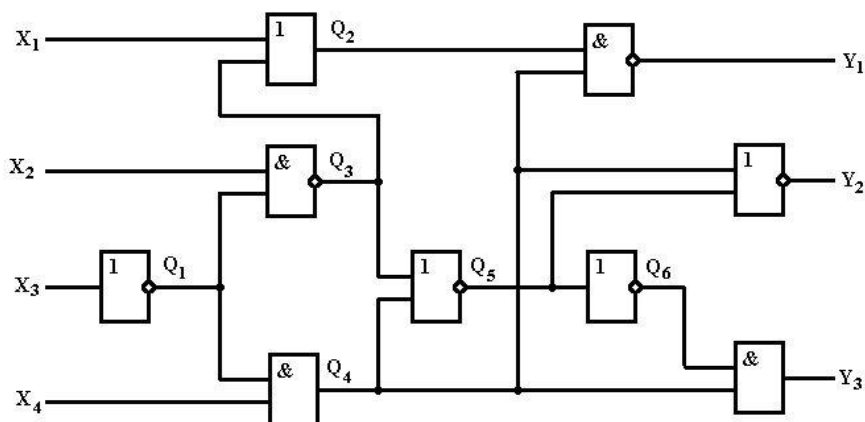 X1 1 Q2 & Y1
X2 & Q3 1 Y2
X3 1 Q1 1 Q5 1 Q6
X4 & Q4 & Y3